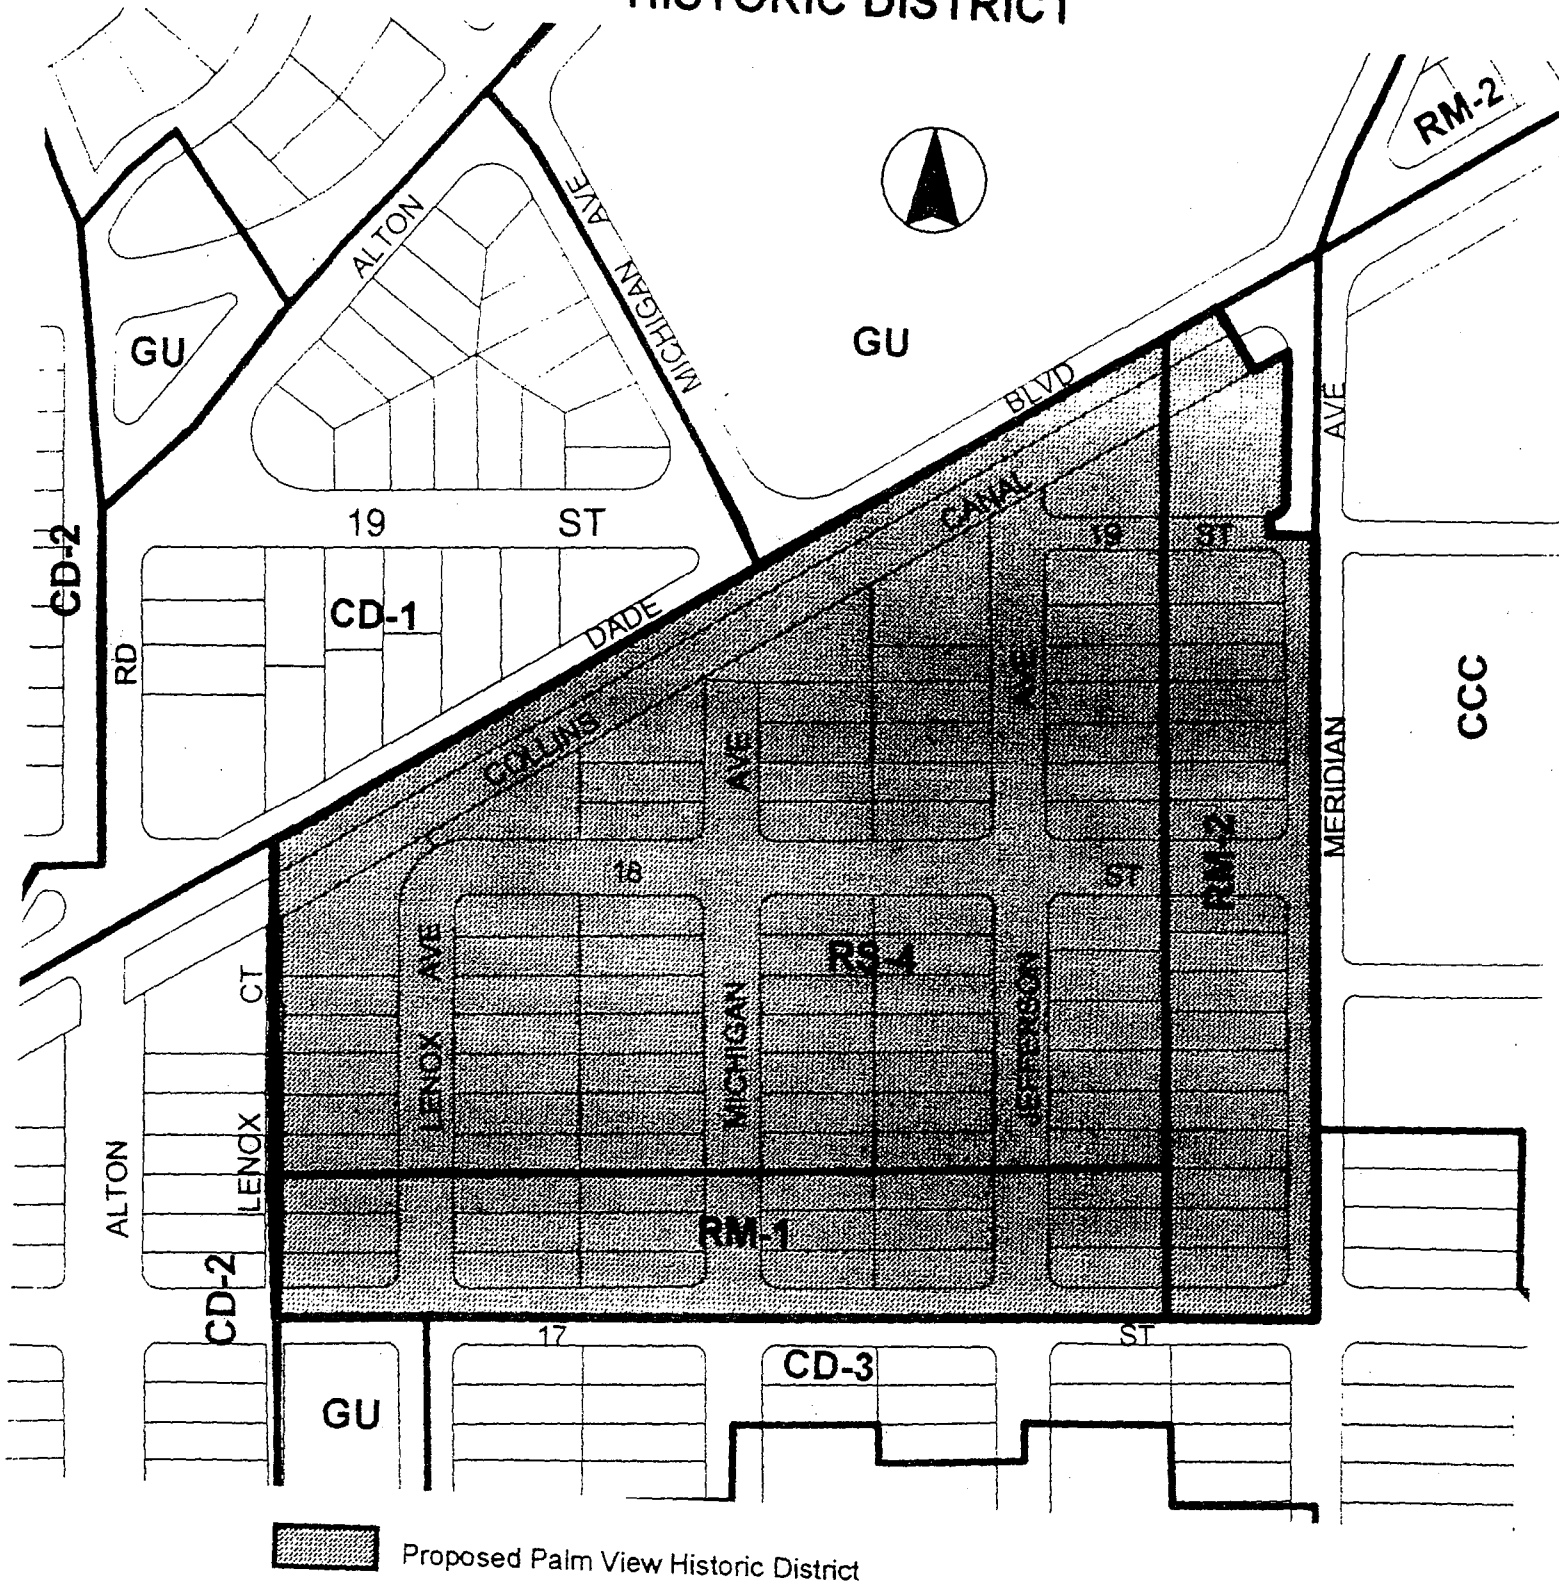 HISTORIC DISTRICT
RM-2
ALTON
MICHIGAN AVE
GU
GU
BLVD
AVE
CANAL
19 ST
19 ST
CD-2
CD-1
DADE
RD
AVE
CCC
COLLINS
AVE
MERIDIAN
RM-2
18 ST
RS-4
AVE
CT
LENOX
MICHIGAN
JEFFERSON
LENOX
ALTON
RM-1
CD-2
17 ST
CD-3
GU
Proposed Palm View Historic District